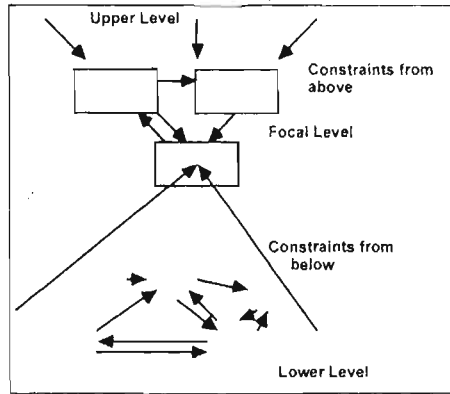 Upper Level
Constraints from
above
Focal Level
Constraints from
below
Lower Level